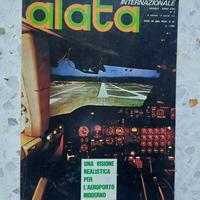 alata
INTERNAZIONALE
UNA VISIONE
REALISTICA
PER
L'AEROPORTO
MODERNO